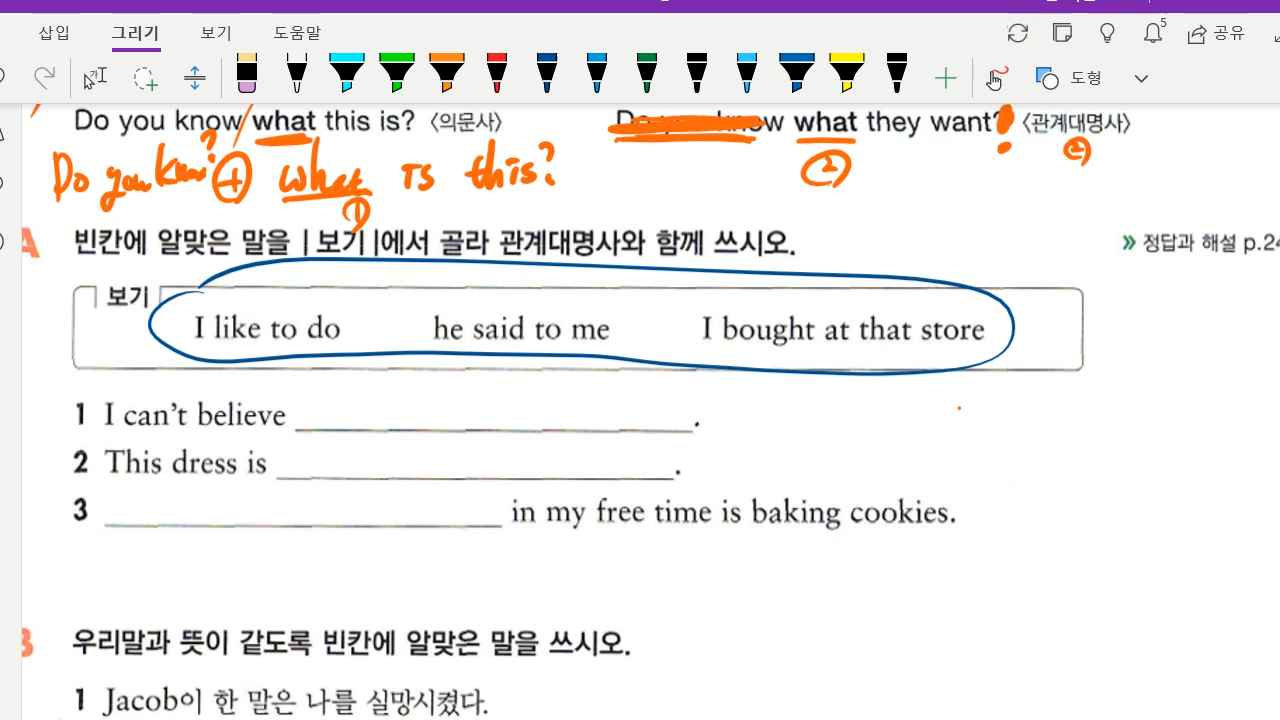 삽입 그리기 보기 도움말 5 공유
도형
Do you know what this is? 〈의문사〉 Do you know what they want? 〈관계대명사〉
Do you know? + what is this? ② ②
①
A 빈칸에 알맞은 말을 | 보기 |에서 골라 관계대명사와 함께 쓰시오. » 정답과 해설 p.24
보기
I like to do he said to me I bought at that store
1 I can't believe .
2 This dress is .
3 in my free time is baking cookies.
B 우리말과 뜻이 같도록 빈칸에 알맞은 말을 쓰시오.
1 Jacob이 한 말은 나를 실망시켰다.